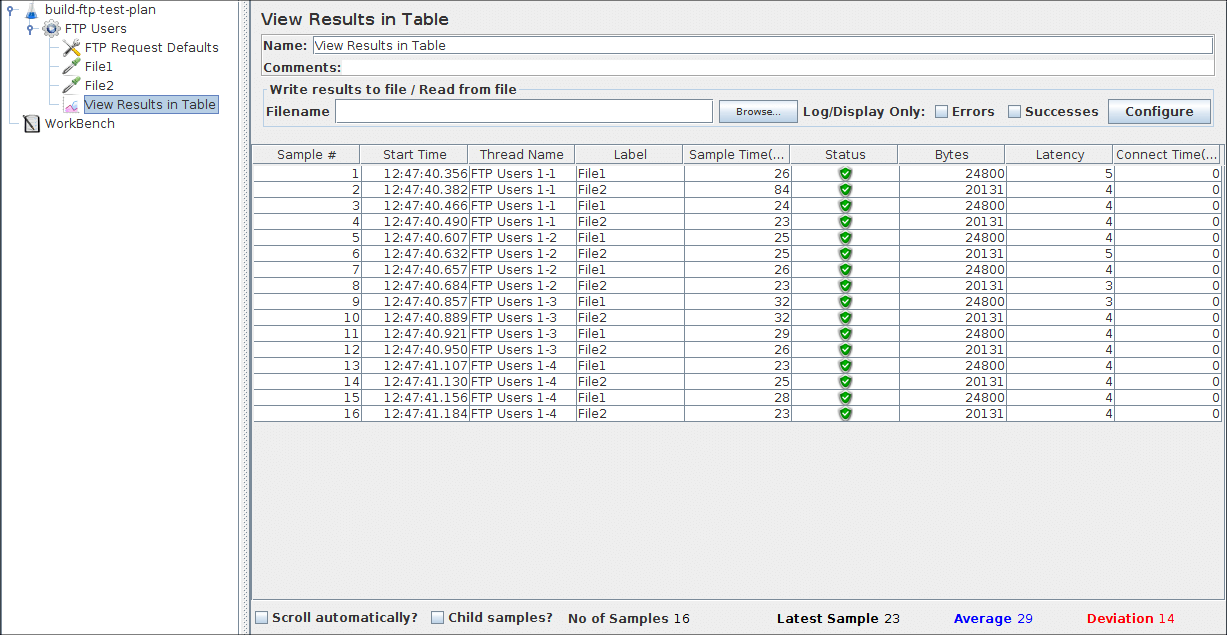 build-ftp-test-plan
FTP Users
FTP Request Defaults
File1
File2
View Results in Table
WorkBench
View Results in Table
Name: View Results in Table
Comments:
Write results to file / Read from file
Filename Browse... Log/Display Only: Errors Successes Configure
Sample # Start Time Thread Name Label Sample Time(... Status Bytes Latency Connect Time(...
1 12:47:40.356 FTP Users 1-1 File1 26 24800 5 0
2 12:47:40.382 FTP Users 1-1 File2 84 20131 4 0
3 12:47:40.466 FTP Users 1-1 File1 24 24800 4 0
4 12:47:40.490 FTP Users 1-1 File2 23 20131 4 0
5 12:47:40.607 FTP Users 1-2 File1 25 24800 4 0
6 12:47:40.632 FTP Users 1-2 File2 25 20131 5 0
7 12:47:40.657 FTP Users 1-2 File1 26 24800 4 0
8 12:47:40.684 FTP Users 1-2 File2 23 20131 3 0
9 12:47:40.857 FTP Users 1-3 File1 32 24800 3 0
10 12:47:40.889 FTP Users 1-3 File2 32 20131 4 0
11 12:47:40.921 FTP Users 1-3 File1 29 24800 4 0
12 12:47:40.950 FTP Users 1-3 File2 26 20131 4 0
13 12:47:41.107 FTP Users 1-4 File1 23 24800 4 0
14 12:47:41.130 FTP Users 1-4 File2 25 20131 4 0
15 12:47:41.156 FTP Users 1-4 File1 28 24800 4 0
16 12:47:41.184 FTP Users 1-4 File2 23 20131 4 0
Scroll automatically? Child samples? No of Samples 16 Latest Sample 23 Average 29 Deviation 14